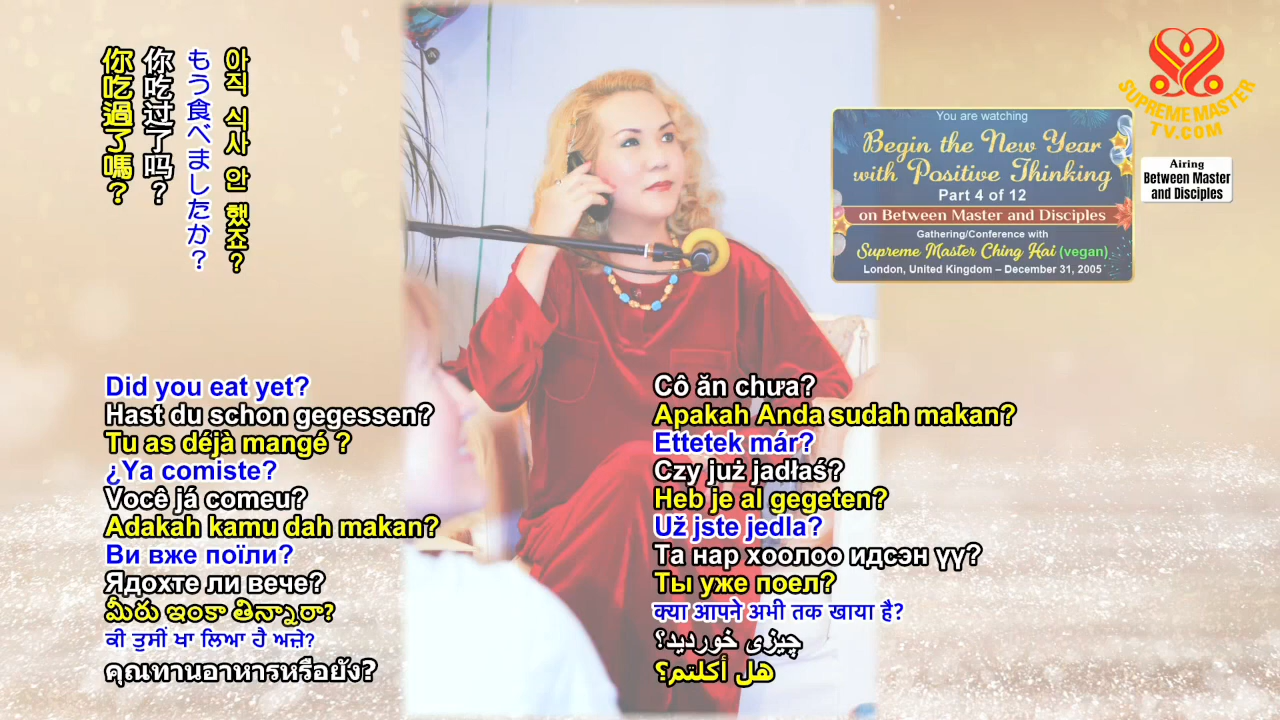 你吃過了嗎？
你吃过了吗？
もう食べましたか？
아직 식사 안 했죠?
SUPREME MASTER
TV.COM
You are watching
Begin the New Year
with Positive Thinking
Part 4 of 12
on Between Master and Disciples
Gathering/Conference with
Supreme Master Ching Hai (vegan)
London, United Kingdom – December 31, 2005
Airing
Between Master
and Disciples
Did you eat yet?
Hast du schon gegessen?
Tu as déjà mangé ?
¿Ya comiste?
Você já comeu?
Adakah kamu dah makan?
Ви вже поїли?
Ядохте ли вече?
మీరు ఇంకా తిన్నారా?
ਕੀ ਤੁਸੀਂ ਖਾ ਲਿਆ ਹੈ ਅਜੇ?
คุณทานอาหารหรือยัง?
Cô ăn chưa?
Apakah Anda sudah makan?
Ettetek már?
Czy już jadłaś?
Heb je al gegeten?
Už jste jedla?
Та нар хоолоо идсэн үү?
Ты уже поел?
क्या आपने अभी तक खाया है?
چیزی خوردید؟
هل أكلتم؟